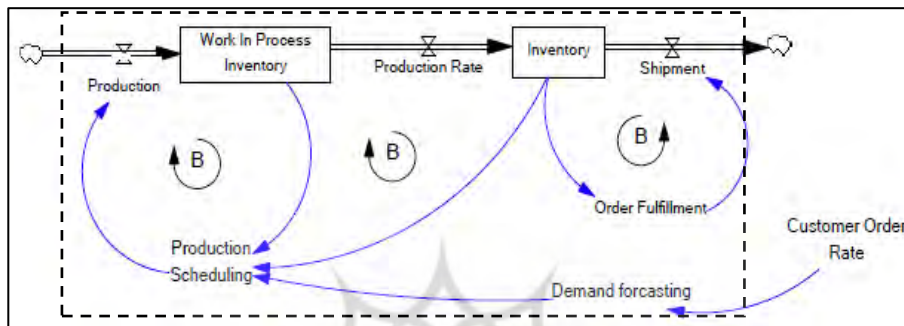 Work In Process
Inventory
Inventory
Production
Production Rate
Shipment
B
B
B
Order Fulfillment
Production
Scheduling
Customer Order
Rate
Demand forcasting